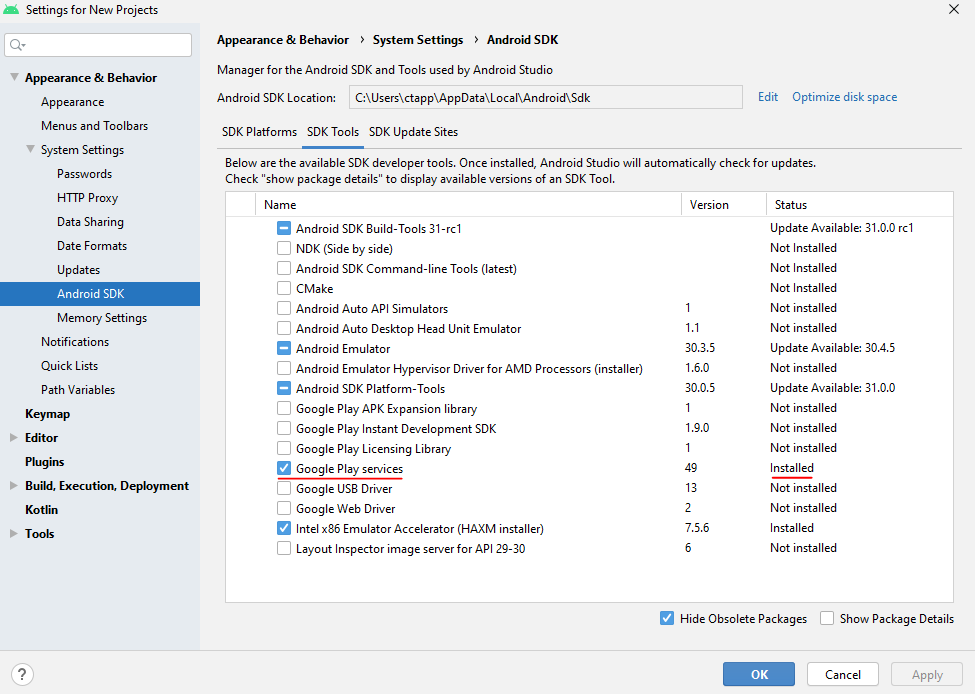 Settings for New Projects
Appearance & Behavior
Appearance
Menus and Toolbars
System Settings
Passwords
HTTP Proxy
Data Sharing
Date Formats
Updates
Android SDK
Memory Settings
Notifications
Quick Lists
Path Variables
Keymap
Editor
Plugins
Build, Execution, Deployment
Kotlin
Tools
Appearance & Behavior › System Settings › Android SDK
Manager for the Android SDK and Tools used by Android Studio
Android SDK Location: C:\Users\ctapp\AppData\Local\Android\Sdk Edit Optimize disk space
SDK Platforms SDK Tools SDK Update Sites
Below are the available SDK developer tools. Once installed, Android Studio will automatically check for updates.
Check "show package details" to display available versions of an SDK Tool.
Name Version Status
Android SDK Build-Tools 31-rc1 Update Available: 31.0.0 rc1
NDK (Side by side) Not Installed
Android SDK Command-line Tools (latest) Not Installed
CMake Not Installed
Android Auto API Simulators 1 Not installed
Android Auto Desktop Head Unit Emulator 1.1 Not installed
Android Emulator 30.3.5 Update Available: 30.4.5
Android Emulator Hypervisor Driver for AMD Processors (installer) 1.6.0 Not installed
Android SDK Platform-Tools 30.0.5 Update Available: 31.0.0
Google Play APK Expansion library 1 Not installed
Google Play Instant Development SDK 1.9.0 Not installed
Google Play Licensing Library 1 Not installed
Google Play services 49 Installed
Google USB Driver 13 Not installed
Google Web Driver 2 Not installed
Intel x86 Emulator Accelerator (HAXM installer) 7.5.6 Installed
Layout Inspector image server for API 29-30 6 Not installed
Hide Obsolete Packages Show Package Details
? OK Cancel Apply